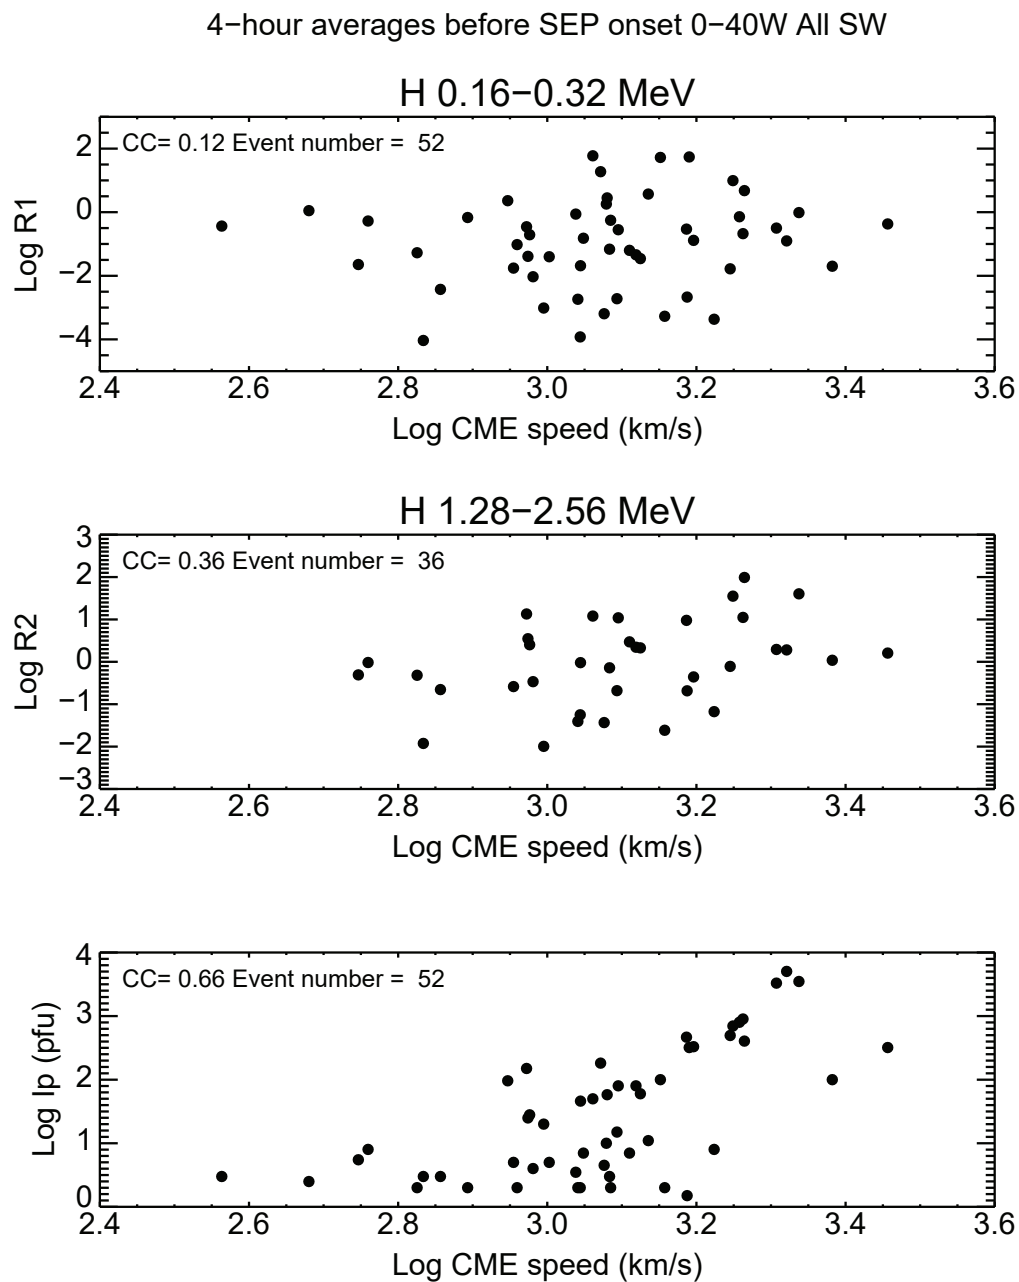 4−hour averages before SEP onset 0−40W All SW
H 0.16−0.32 MeV
CC= 0.12 Event number = 52
2
0
−2
−4
Log R1
2.4 2.6 2.8 3.0 3.2 3.4 3.6
Log CME speed (km/s)
H 1.28−2.56 MeV
CC= 0.36 Event number = 36
3
2
1
0
−1
−2
−3
Log R2
2.4 2.6 2.8 3.0 3.2 3.4 3.6
Log CME speed (km/s)
CC= 0.66 Event number = 52
4
3
2
1
0
Log Ip (pfu)
2.4 2.6 2.8 3.0 3.2 3.4 3.6
Log CME speed (km/s)